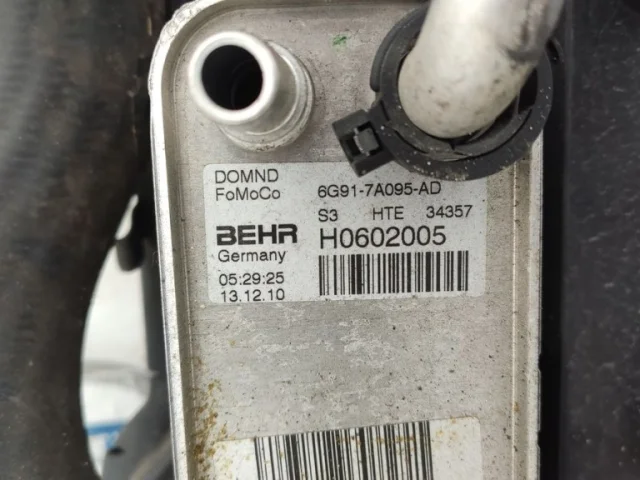 DOMND
FoMoCo 6G91-7A095-AD
S3 HTE 34357
BEHR H0602005
Germany
05:29:25
13.12.10